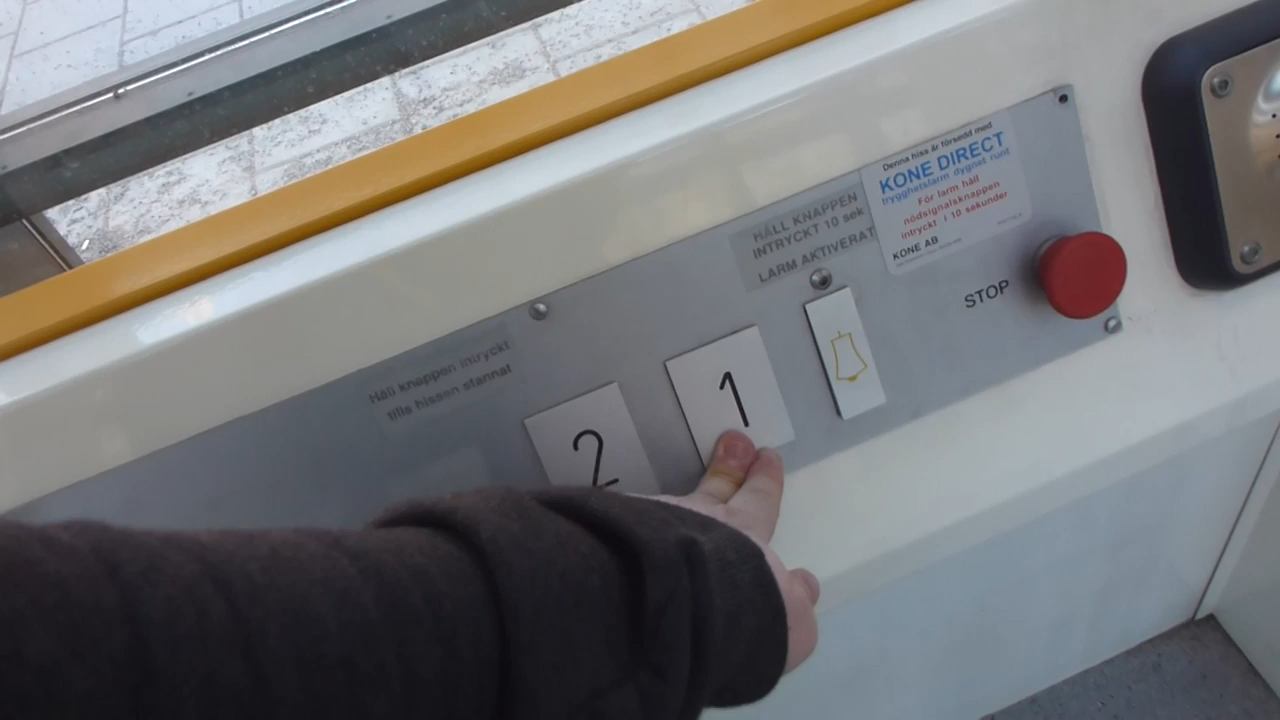 Denna hiss är försedd med
KONE DIRECT
trygghetslarm dygnet runt
För larm håll
nödsignalsknappen
intryckt i 10 sekunder
KONE AB
HÅLL KNAPPEN
INTRYCKT 10 sek
LARM AKTIVERAT
STOP
Håll knappen intryckt
tills hissen stannat
1
2